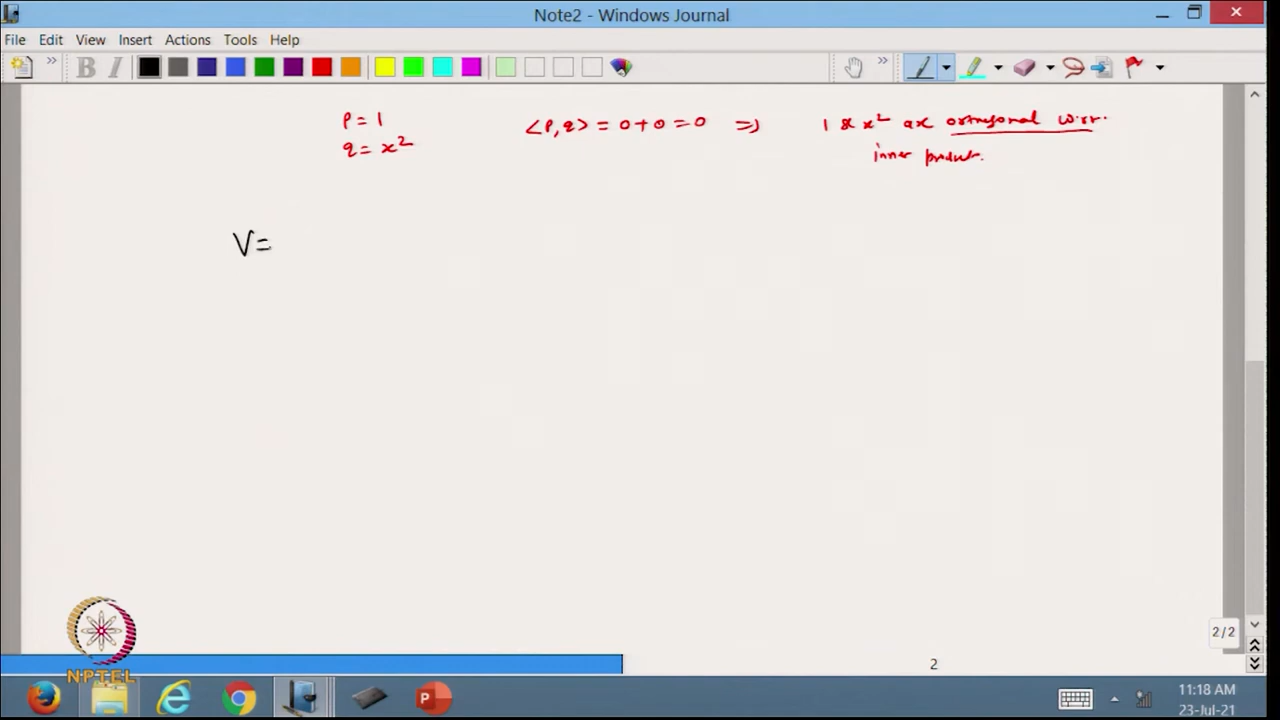 Note2 - Windows Journal
File Edit View Insert Actions Tools Help
B I
P = 1
q = x²
<P, q> = 0 + 0 = 0 =>
1 & x² are orthogonal w.r.t.
inner product.
V =
2/2
2
NPTEL
11:18 AM
23-Jul-21